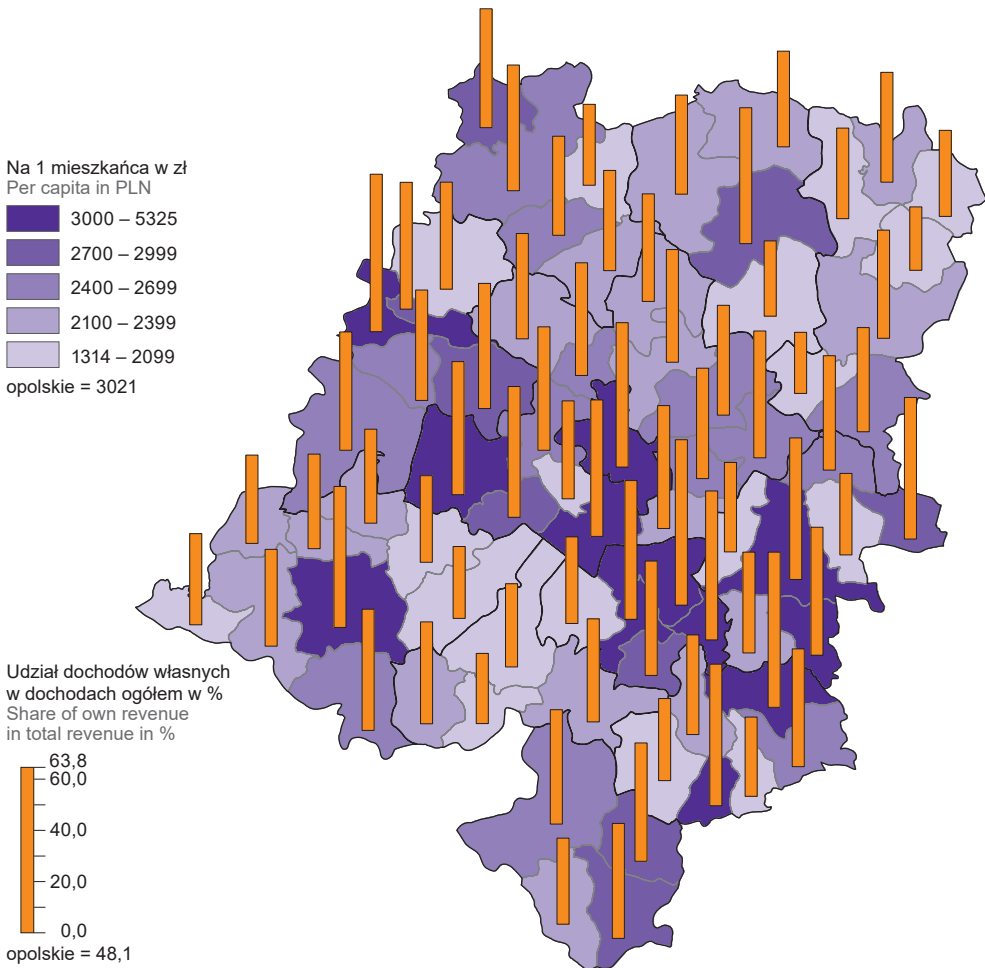 Na 1 mieszkańca w zł
Per capita in PLN
3000 – 5325
2700 – 2999
2400 – 2699
2100 – 2399
1314 – 2099
opolskie = 3021
Udział dochodów własnych
w dochodach ogółem w %
Share of own revenue
in total revenue in %
63,8
60,0
40,0
20,0
0,0
opolskie = 48,1